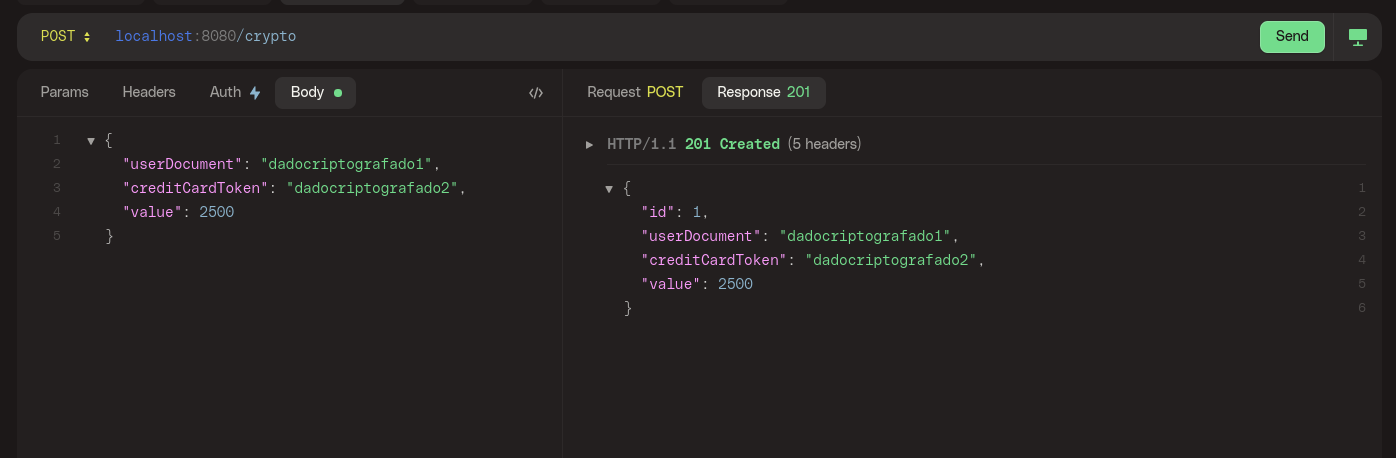 POST localhost:8080/crypto Send
Params Headers Auth Body </>
1 {
2 "userDocument": "dadocriptografado1",
3 "creditCardToken": "dadocriptografado2",
4 "value": 2500
5 }
Request POST Response 201
HTTP/1.1 201 Created (5 headers)
{ 1
"id": 1, 2
"userDocument": "dadocriptografado1", 3
"creditCardToken": "dadocriptografado2", 4
"value": 2500 5
} 6